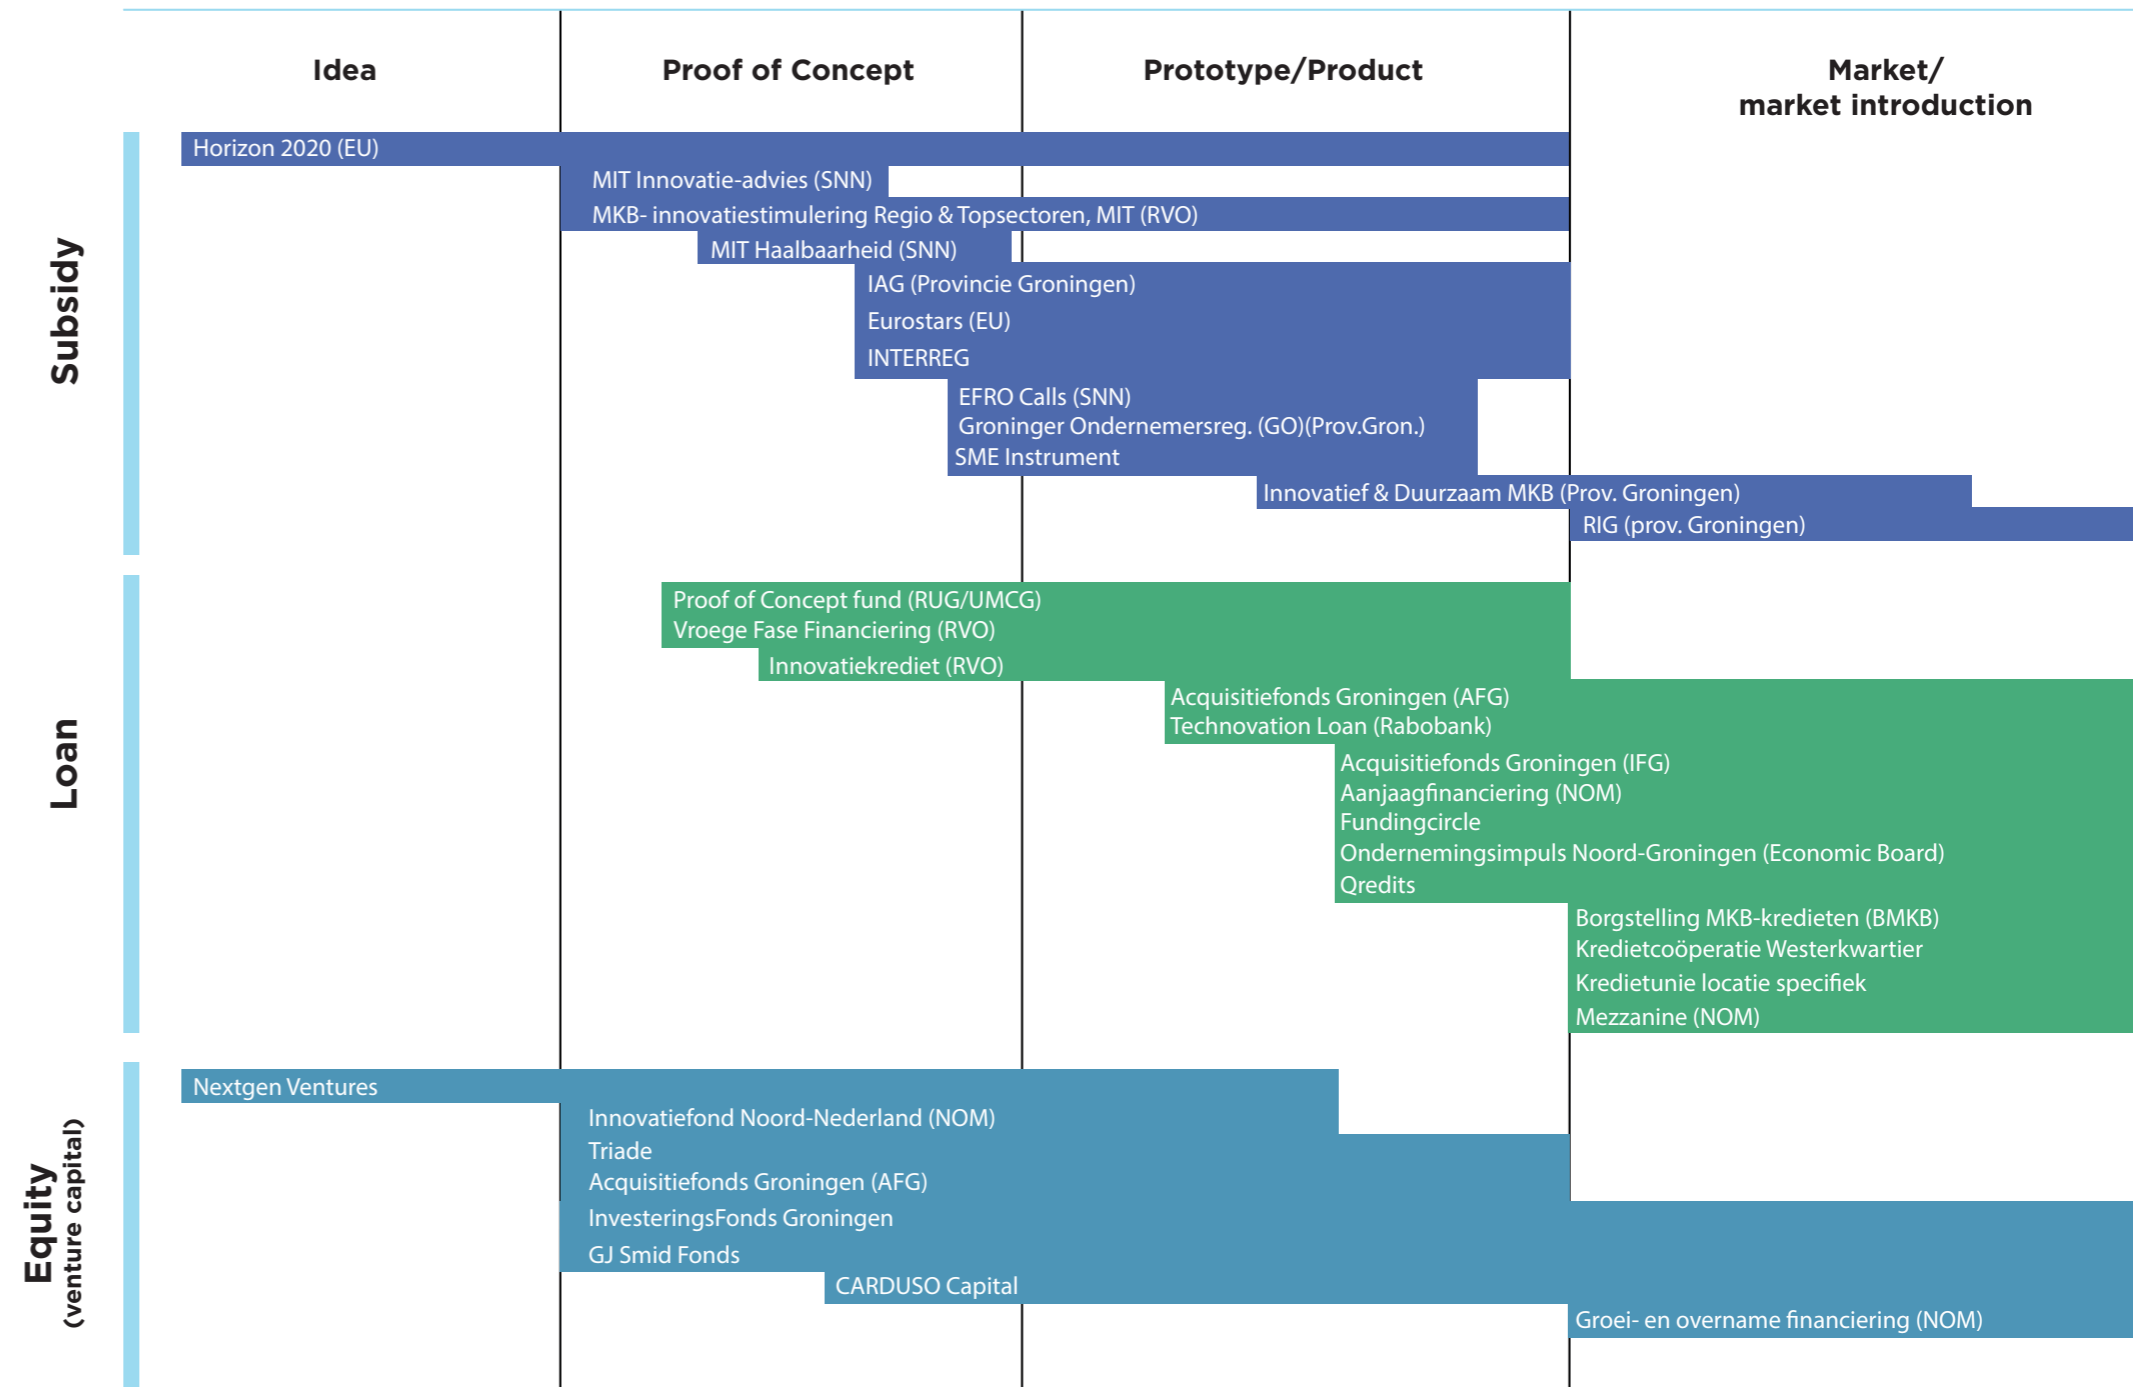 Idea
Proof of Concept
Prototype/Product
Market/
market introduction
Subsidy
Horizon 2020 (EU)
MIT Innovatie-advies (SNN)
MKB- innovatiestimulering Regio & Topsectoren, MIT (RVO)
MIT Haalbaarheid (SNN)
IAG (Provincie Groningen)
Eurostars (EU)
INTERREG
EFRO Calls (SNN)
Groninger Ondernemersreg. (GO)(Prov.Gron.)
SME Instrument
Innovatief & Duurzaam MKB (Prov. Groningen)
RIG (prov. Groningen)
Loan
Proof of Concept fund (RUG/UMCG)
Vroege Fase Financiering (RVO)
Innovatiekrediet (RVO)
Acquisitiefonds Groningen (AFG)
Technovation Loan (Rabobank)
Acquisitiefonds Groningen (IFG)
Aanjaagfinanciering (NOM)
Fundingcircle
Ondernemingsimpuls Noord-Groningen (Economic Board)
Qredits
Borgstelling MKB-kredieten (BMKB)
Kredietcoöperatie Westerkwartier
Kredietunie locatie specifiek
Mezzanine (NOM)
Equity
(venture capital)
Nextgen Ventures
Innovatiefond Noord-Nederland (NOM)
Triade
Acquisitiefonds Groningen (AFG)
InvesteringsFonds Groningen
GJ Smid Fonds
CARDUSO Capital
Groei- en overname financiering (NOM)